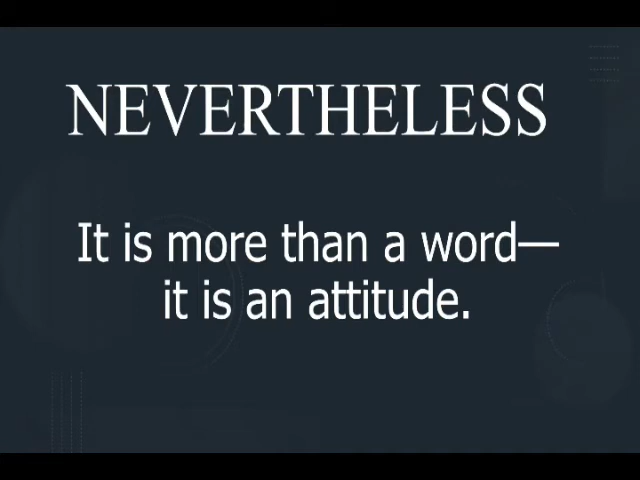 NEVERTHELESS
It is more than a word—
it is an attitude.